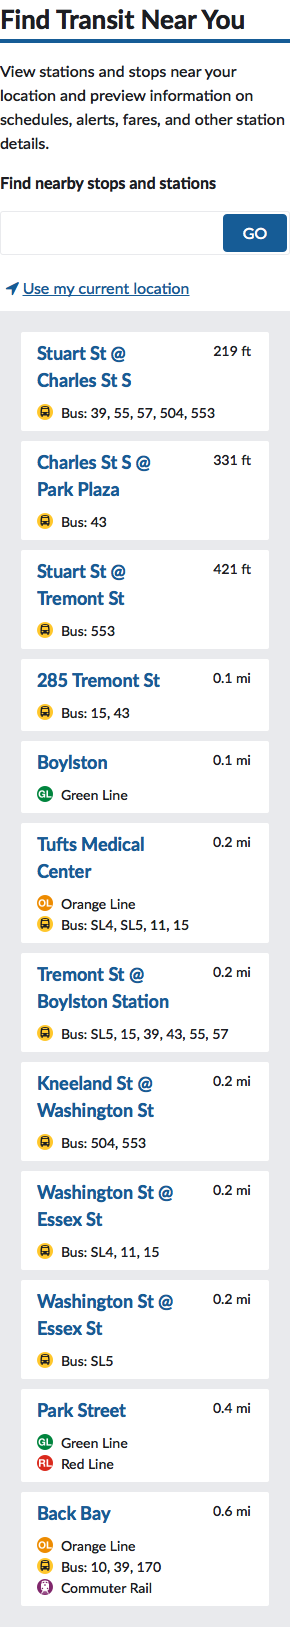 Find Transit Near You
View stations and stops near your
location and preview information on
schedules, alerts, fares, and other station
details.
Find nearby stops and stations
GO
Use my current location
Stuart St @
Charles St S
219 ft
Bus: 39, 55, 57, 504, 553
Charles St S @
Park Plaza
331 ft
Bus: 43
Stuart St @
Tremont St
421 ft
Bus: 553
285 Tremont St
0.1 mi
Bus: 15, 43
Boylston
0.1 mi
GL Green Line
Tufts Medical
Center
0.2 mi
OL Orange Line
Bus: SL4, SL5, 11, 15
Tremont St @
Boylston Station
0.2 mi
Bus: SL5, 15, 39, 43, 55, 57
Kneeland St @
Washington St
0.2 mi
Bus: 504, 553
Washington St @
Essex St
0.2 mi
Bus: SL4, 11, 15
Washington St @
Essex St
0.2 mi
Bus: SL5
Park Street
0.4 mi
GL Green Line
RL Red Line
Back Bay
0.6 mi
OL Orange Line
Bus: 10, 39, 170
Commuter Rail